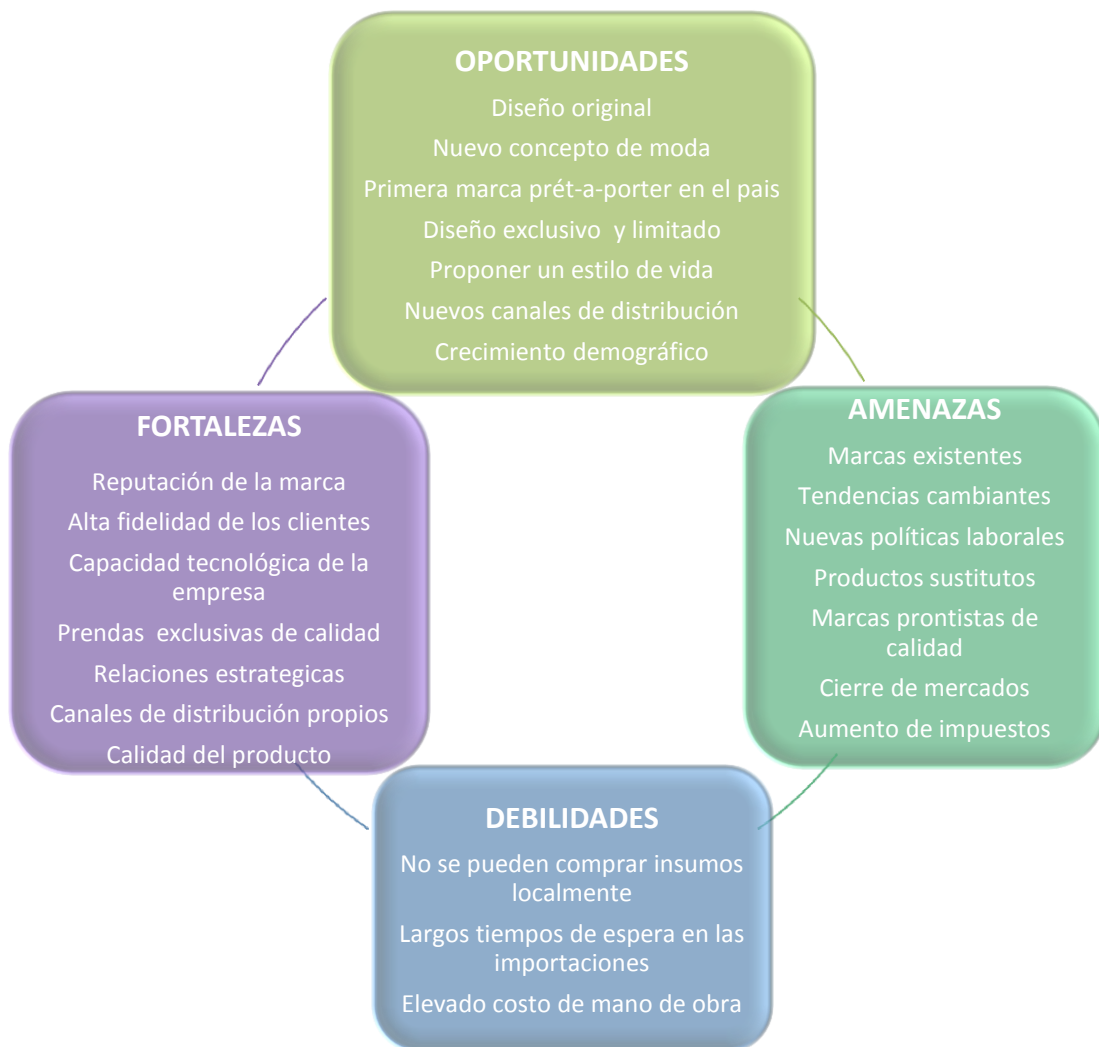 OPORTUNIDADES
Diseño original
Nuevo concepto de moda
Primera marca prét-a-porter en el pais
Diseño exclusivo y limitado
Proponer un estilo de vida
Nuevos canales de distribución
Crecimiento demográfico
FORTALEZAS
Reputación de la marca
Alta fidelidad de los clientes
Capacidad tecnológica de la
empresa
Prendas exclusivas de calidad
Relaciones estrategicas
Canales de distribución propios
Calidad del producto
AMENAZAS
Marcas existentes
Tendencias cambiantes
Nuevas políticas laborales
Productos sustitutos
Marcas prontistas de
calidad
Cierre de mercados
Aumento de impuestos
DEBILIDADES
No se pueden comprar insumos
localmente
Largos tiempos de espera en las
importaciones
Elevado costo de mano de obra